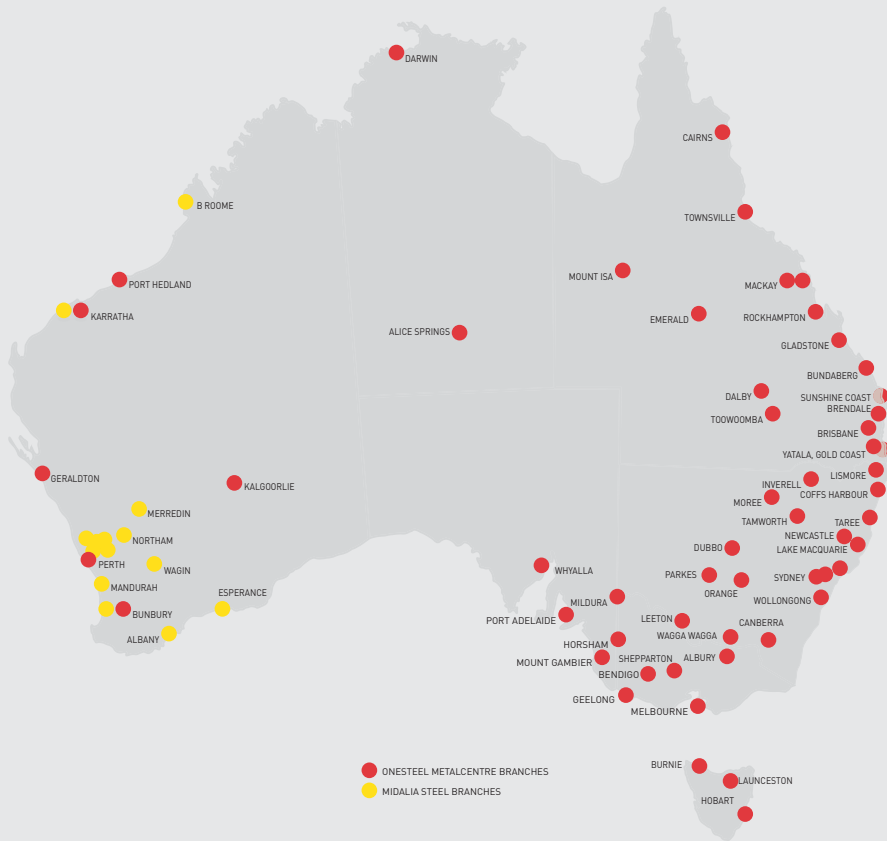 DARWIN
CAIRNS
B ROOME
TOWNSVILLE
MOUNT ISA
PORT HEDLAND
MACKAY
KARRATHA
EMERALD
ROCKHAMPTON
ALICE SPRINGS
GLADSTONE
BUNDABERG
DALBY
SUNSHINE COAST
BRENDALE
TOOWOOMBA
BRISBANE
YATALA, GOLD COAST
GERALDTON
LISMORE
KALGOORLIE
INVERELL
COFFS HARBOUR
MOREE
MERREDIN
TAMWORTH
TAREE
NORTHAM
NEWCASTLE
DUBBO
LAKE MACQUARIE
PERTH
WAGIN
WHYALLA
PARKES
SYDNEY
MANDURAH
ESPERANCE
ORANGE
MILDURA
WOLLONGONG
BUNBURY
PORT ADELAIDE
LEETON
CANBERRA
ALBANY
WAGGA WAGGA
HORSHAM
SHEPPARTON
ALBURY
MOUNT GAMBIER
BENDIGO
GEELONG
MELBOURNE
BURNIE
ONESTEEL METALCENTRE BRANCHES
LAUNCESTON
MIDALIA STEEL BRANCHES
HOBART